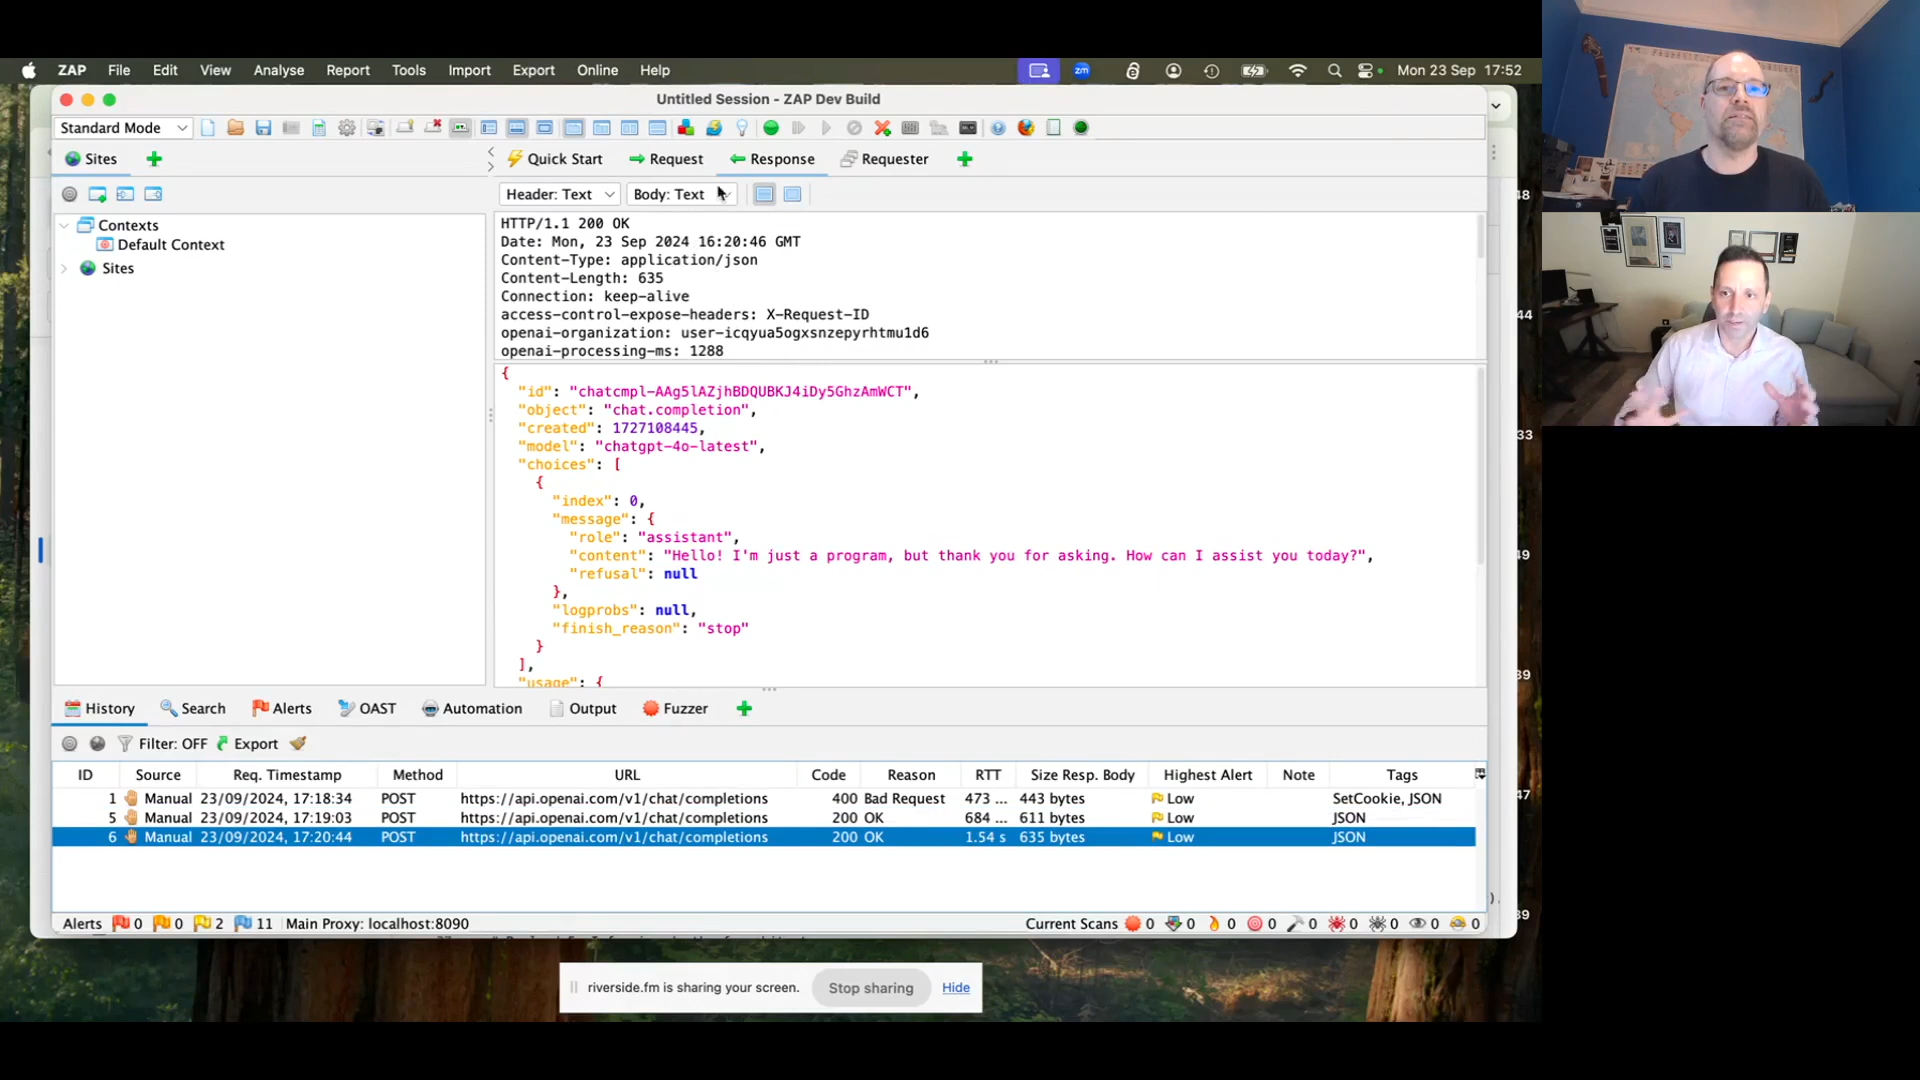 ZAP File Edit View Analyse Report Tools Import Export Online Help zm Mon 23 Sep 17:52
Untitled Session - ZAP Dev Build
Standard Mode
Sites Quick Start Request Response Requester
Header: Text Body: Text
Contexts
Default Context
Sites
HTTP/1.1 200 OK
Date: Mon, 23 Sep 2024 16:20:46 GMT
Content-Type: application/json
Content-Length: 635
Connection: keep-alive
access-control-expose-headers: X-Request-ID
openai-organization: user-icqyua5ogxsnzepyrhtmu1d6
openai-processing-ms: 1288
{
"id": "chatcmpl-AAg5lAZjhBDQUBKJ4iDy5GhzAmWCT",
"object": "chat.completion",
"created": 1727108445,
"model": "chatgpt-4o-latest",
"choices": [
{
"index": 0,
"message": {
"role": "assistant",
"content": "Hello! I'm just a program, but thank you for asking. How can I assist you today?",
"refusal": null
},
"logprobs": null,
"finish_reason": "stop"
}
],
"usage": {
48
44
33
49
39
47
39
History Search Alerts OAST Automation Output Fuzzer
Filter: OFF Export
ID Source Req. Timestamp Method URL Code Reason RTT Size Resp. Body Highest Alert Note Tags
1 Manual 23/09/2024, 17:18:34 POST https://api.openai.com/v1/chat/completions 400 Bad Request 473 ... 443 bytes Low SetCookie, JSON
5 Manual 23/09/2024, 17:19:03 POST https://api.openai.com/v1/chat/completions 200 OK 684 ... 611 bytes Low JSON
6 Manual 23/09/2024, 17:20:44 POST https://api.openai.com/v1/chat/completions 200 OK 1.54 s 635 bytes Low JSON
Alerts 0 0 2 11 Main Proxy: localhost:8090 Current Scans 0 0 0 0 0 0 0 0 0
riverside.fm is sharing your screen. Stop sharing Hide